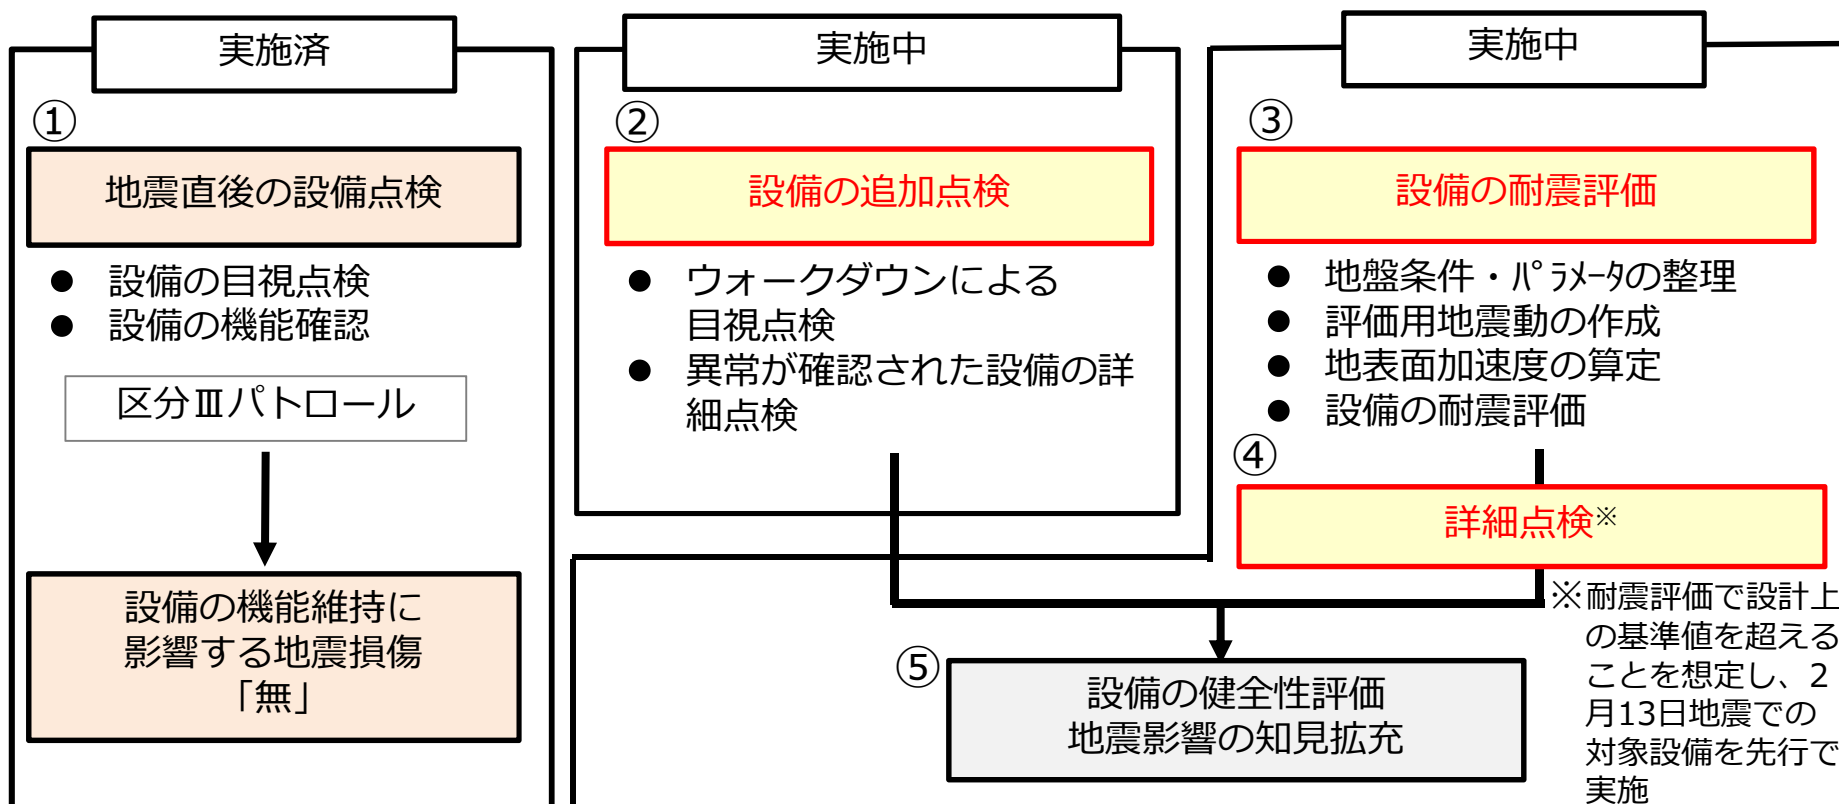 実施済
①
地震直後の設備点検
● 設備の目視点検
● 設備の機能確認
区分Ⅲパトロール
設備の機能維持に
影響する地震損傷
「無」
実施中
②
設備の追加点検
● ウォークダウンによる
目視点検
● 異常が確認された設備の詳
細点検
実施中
③
設備の耐震評価
● 地盤条件・ﾊﾟﾗﾒｰﾀの整理
● 評価用地震動の作成
● 地表面加速度の算定
● 設備の耐震評価
④
詳細点検※
※耐震評価で設計上
の基準値を超える
ことを想定し、2
月13日地震での
対象設備を先行で
実施
⑤
設備の健全性評価
地震影響の知見拡充